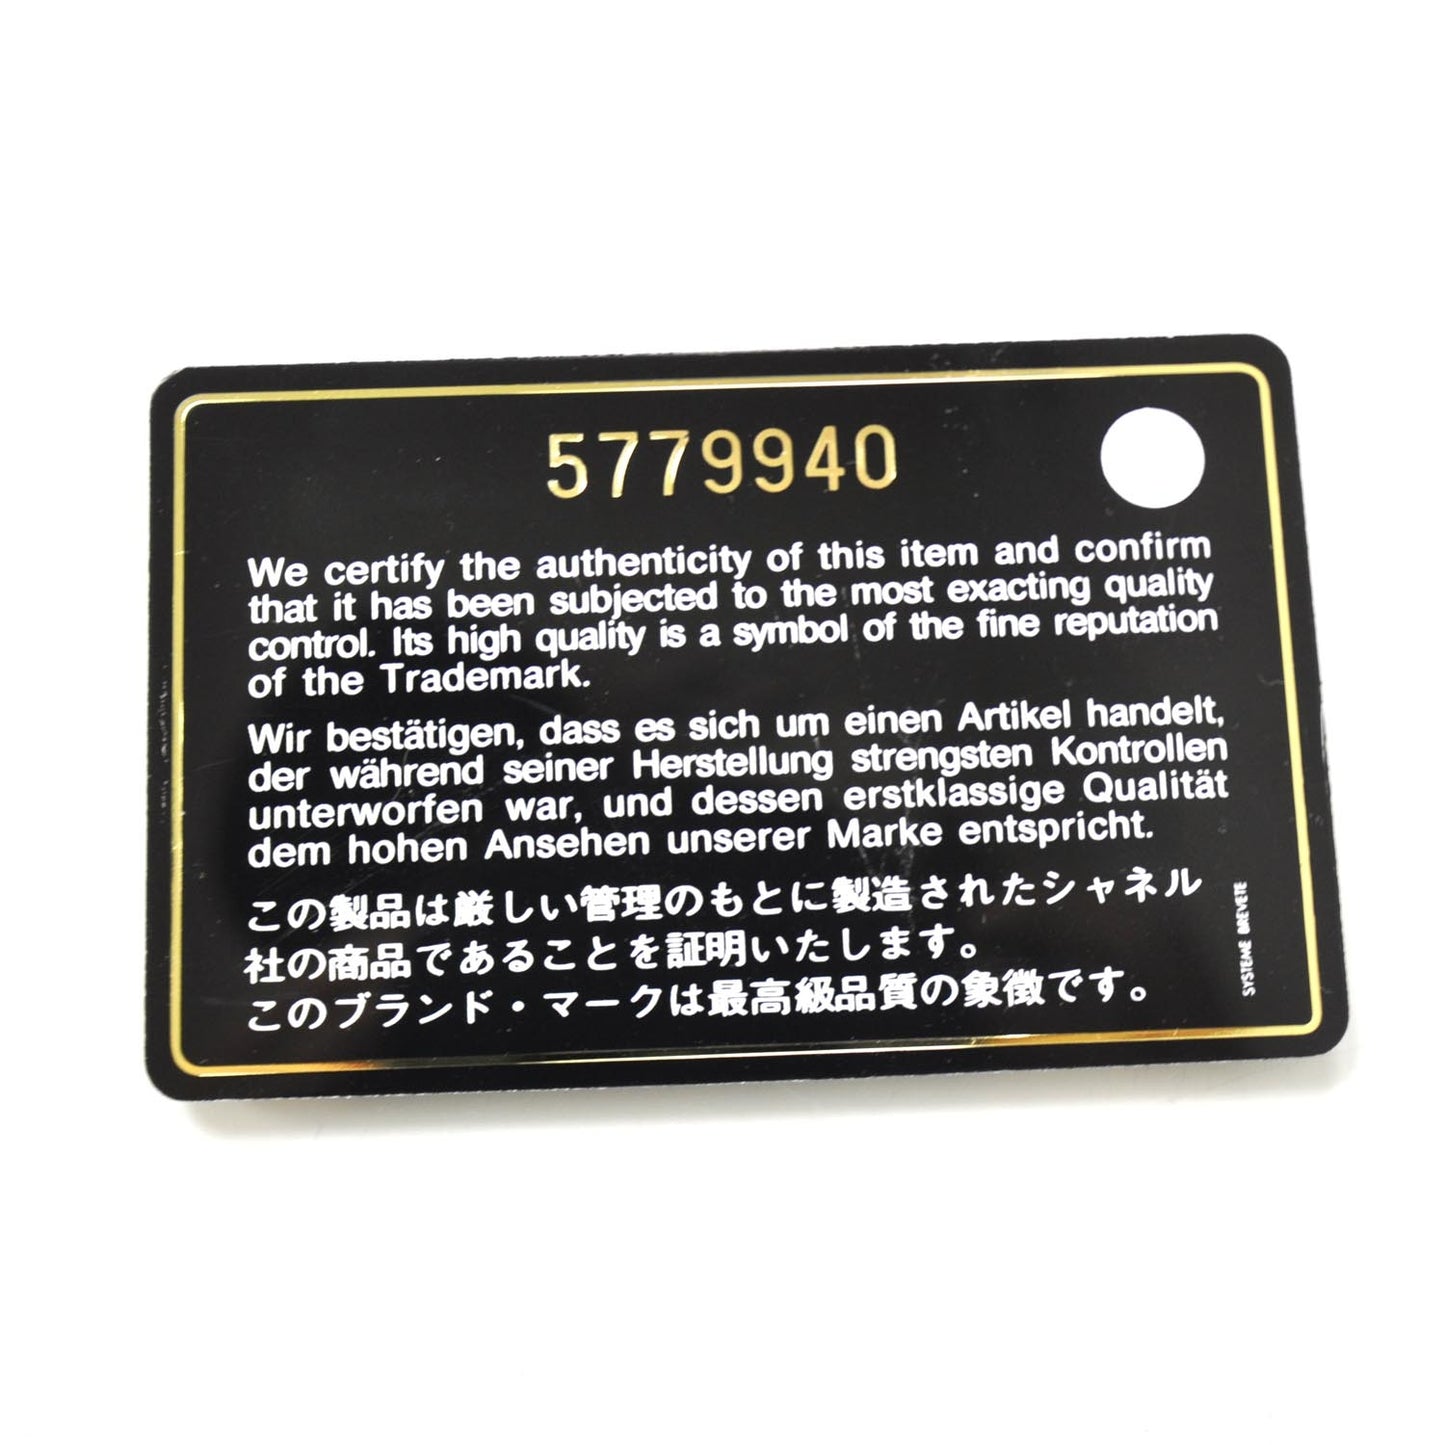 5779940
We certify the authenticity of this item and confirm
that it has been subjected to the most exacting quality
control. Its high quality is a symbol of the fine reputation
of the Trademark.
Wir bestätigen, dass es sich um einen Artikel handelt,
der während seiner Herstellung strengsten Kontrollen
unterworfen war, und dessen erstklassige Qualität
dem hohen Ansehen unserer Marke entspricht.
この製品は厳しい管理のもとに製造されたシャネル
社の商品であることを証明いたします。
このブランド・マークは最高級品質の象徴です。
SYSTEME BREVETE